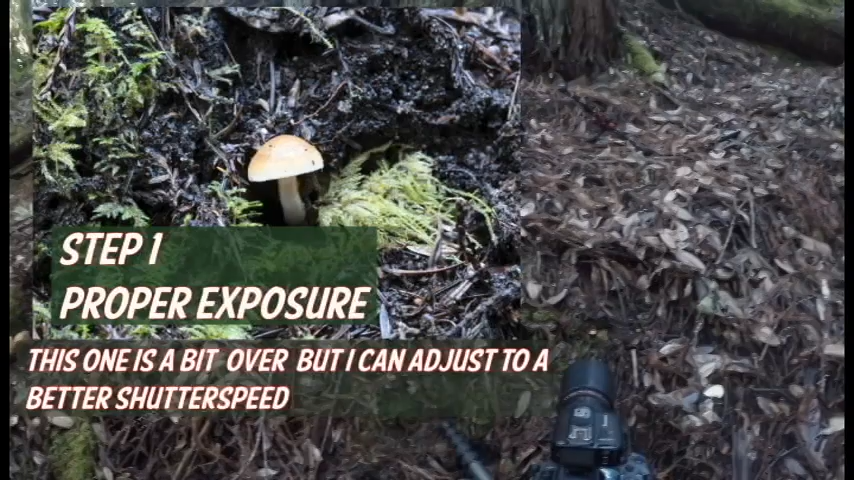 STEP 1
PROPER EXPOSURE
THIS ONE IS A BIT OVER BUT I CAN ADJUST TO A
BETTER SHUTTERSPEED